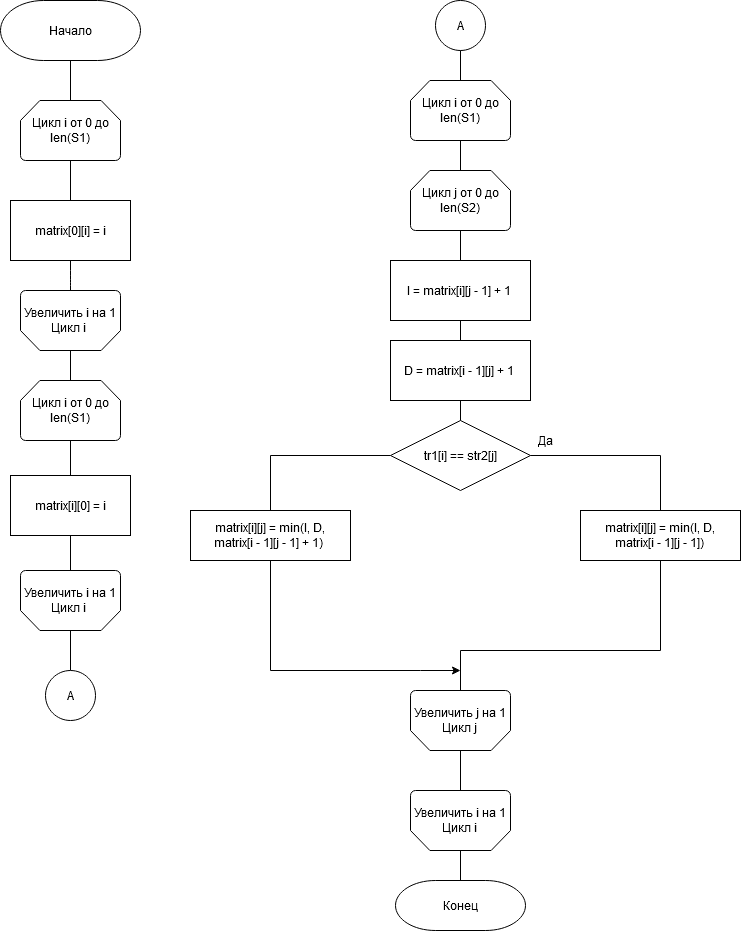 Начало
Цикл i от 0 до
len(S1)
matrix[0][i] = i
Увеличить i на 1
Цикл i
Цикл i от 0 до
len(S1)
matrix[i][0] = i
Увеличить i на 1
Цикл i
A
A
Цикл i от 0 до
len(S1)
Цикл j от 0 до
len(S2)
I = matrix[i][j - 1] + 1
D = matrix[i - 1][j] + 1
tr1[i] == str2[j]
Да
matrix[i][j] = min(I, D,
matrix[i - 1][j - 1] + 1)
matrix[i][j] = min(I, D,
matrix[i - 1][j - 1])
Увеличить j на 1
Цикл j
Увеличить i на 1
Цикл i
Конец